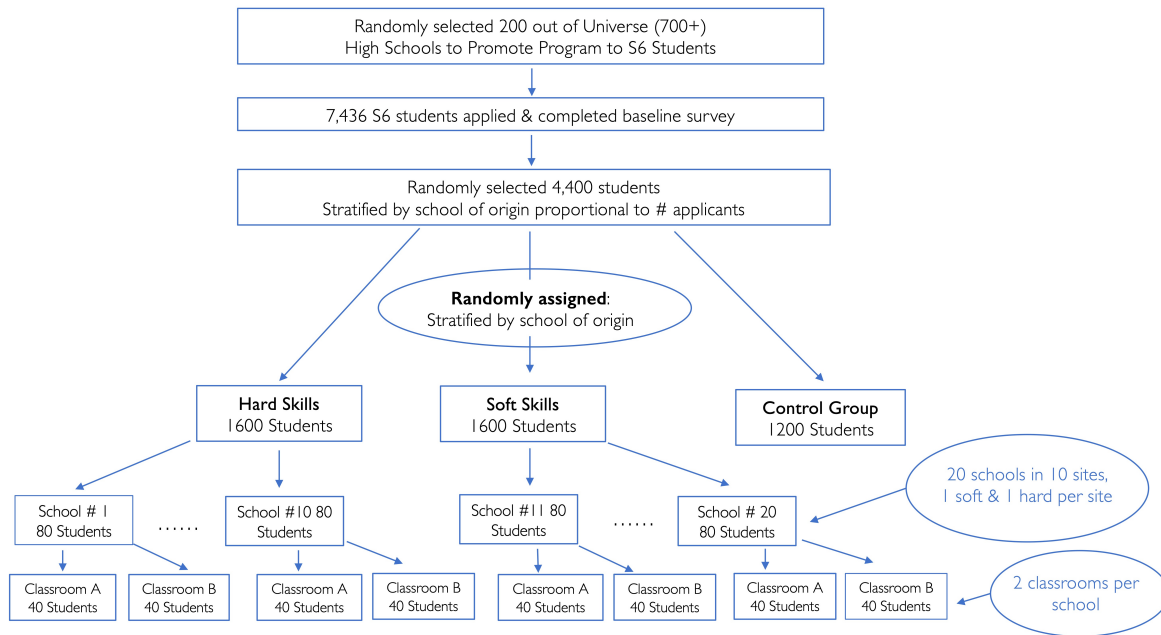 Randomly selected 200 out of Universe (700+)
High Schools to Promote Program to S6 Students
7,436 S6 students applied & completed baseline survey
Randomly selected 4,400 students
Stratified by school of origin proportional to # applicants
Randomly assigned:
Stratified by school of origin
Hard Skills
1600 Students
Soft Skills
1600 Students
Control Group
1200 Students
20 schools in 10 sites,
1 soft & 1 hard per site
School # 1
80 Students
......
School #10 80
Students
School #11 80
Students
......
School # 20
80 Students
Classroom A
40 Students
Classroom B
40 Students
Classroom A
40 Students
Classroom B
40 Students
Classroom A
40 Students
Classroom B
40 Students
Classroom A
40 Students
Classroom B
40 Students
2 classrooms per
school